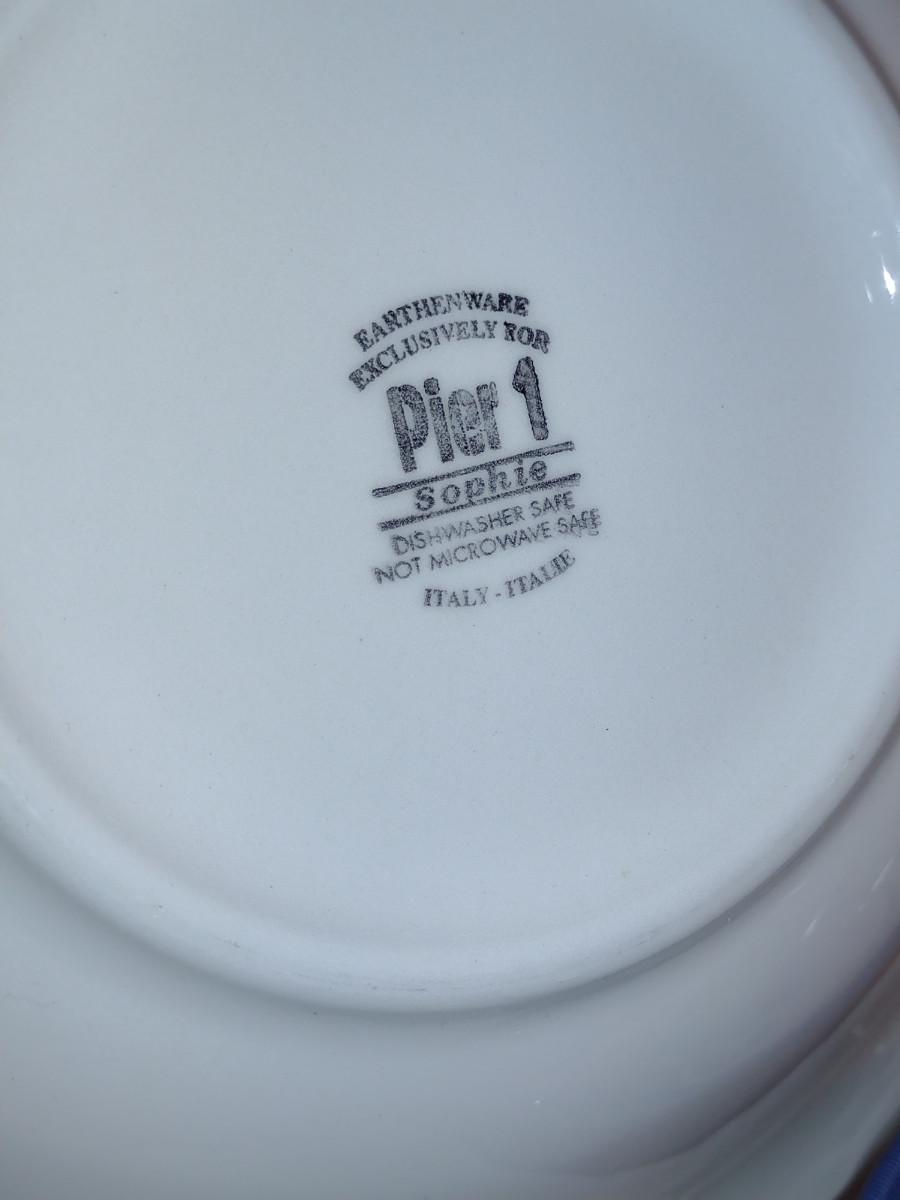 EARTHENWARE
EXCLUSIVELY FOR
Pier 1
Sophie
DISHWASHER SAFE
NOT MICROWAVE SAFE
ITALY - ITALIE